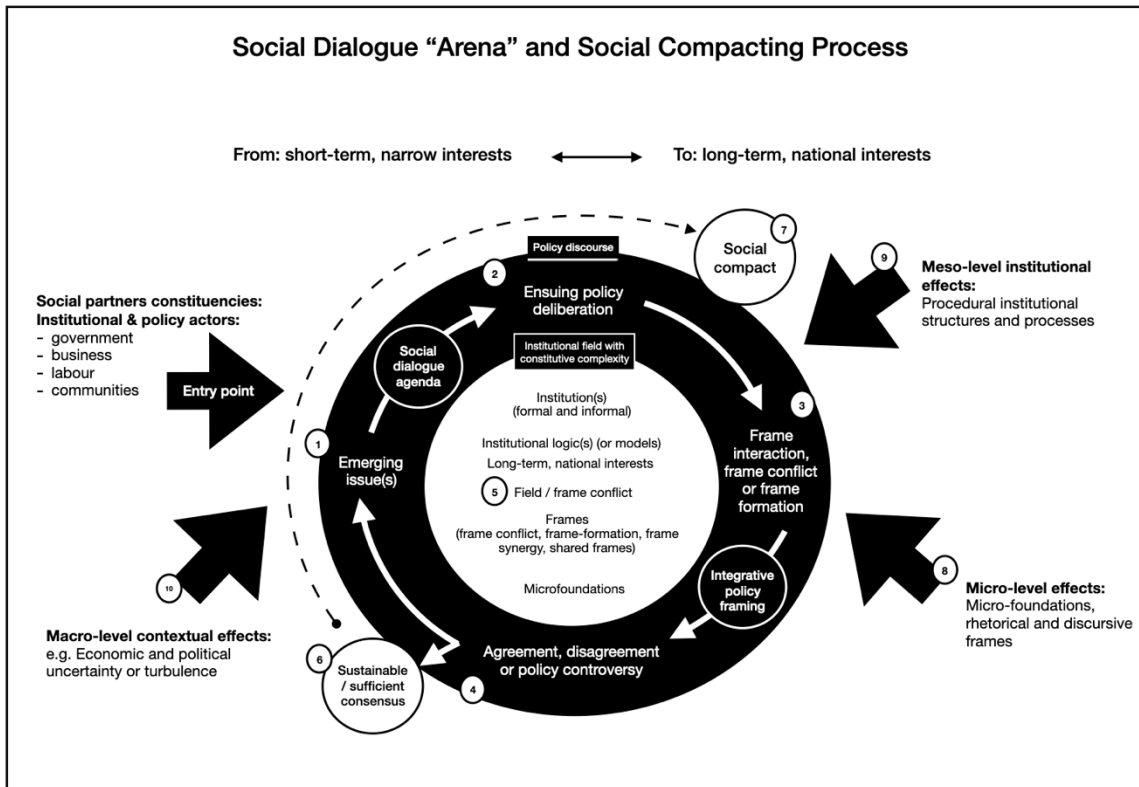 Social Dialogue “Arena” and Social Compacting Process
From: short-term, narrow interests
To: long-term, national interests
7
Social
compact
Policy discourse
2
Ensuing policy
deliberation
9
Meso-level institutional
effects:
Procedural institutional
structures and processes
Social partners constituencies:
Institutional & policy actors:
- government
- business
- labour
- communities
Entry point
Social
dialogue
agenda
Institutional field with
constitutive complexity
1
Emerging
issue(s)
Institution(s)
(formal and informal)
Institutional logic(s) (or models)
Long-term, national interests
5
Field / frame conflict
Frames
(frame conflict, frame-formation, frame
synergy, shared frames)
Microfoundations
3
Frame
interaction,
frame conflict
or frame
formation
Integrative
policy
framing
8
Micro-level effects:
Micro-foundations,
rhetorical and discursive
frames
10
Macro-level contextual effects:
e.g. Economic and political
uncertainty or turbulence
6
Sustainable
/ sufficient
consensus
4
Agreement, disagreement
or policy controversy